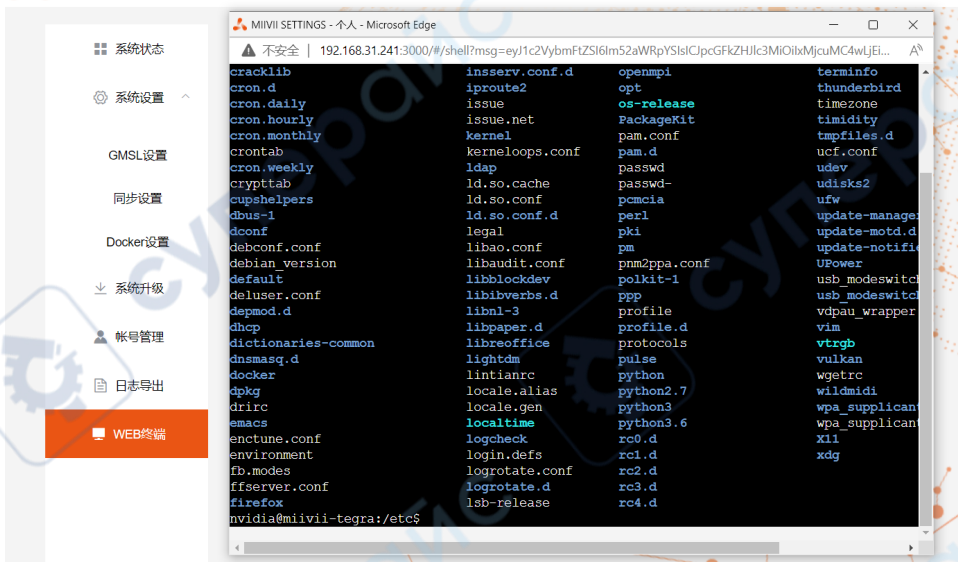 系统状态
系统设置
GMSL设置
同步设置
Docker设置
系统升级
帐号管理
日志导出
WEB终端
MIIVII SETTINGS - 个人 - Microsoft Edge
不安全 | 192.168.31.241:3000/#/shell?msg=eyJ1c2VybmFtZSI6Im52aWRpYSIsICJpcGFkZHJlc3MiOiIxMjcuMC4wLjEi...
cracklib insserv.conf.d openmpi terminfo
cron.d iproute2 opt thunderbird
cron.daily issue os-release timezone
cron.hourly issue.net PackageKit timidity
cron.monthly kernel pam.conf tmpfiles.d
crontab kerneloops.conf pam.d ucf.conf
cron.weekly ldap passwd udev
crypttab ld.so.cache passwd- udisks2
cupshelpers ld.so.conf pcmcia ufw
dbus-1 ld.so.conf.d perl update-manager
dconf legal pki update-motd.d
debconf.conf libao.conf pm update-notifie
debian_version libaudit.conf pnm2ppa.conf UPower
default libblockdev polkit-1 usb_modeswitch
deluser.conf libibverbs.d ppp usb_modeswitch
depmod.d libnl-3 profile vdpau_wrapper
dhcp libpaper.d profile.d vim
dictionaries-common libreoffice protocols vtrgb
dnsmasq.d lightdm pulse vulkan
docker lintianrc python wgetrc
dpkg locale.alias python2.7 wildmidi
drirc locale.gen python3 wpa_supplicant
emacs localtime python3.6 wpa_supplicant
enctune.conf logcheck rc0.d X11
environment login.defs rc1.d xdg
fb.modes logrotate.conf rc2.d
ffserver.conf logrotate.d rc3.d
firefox lsb-release rc4.d
nvidia@miivii-tegra:/etc$